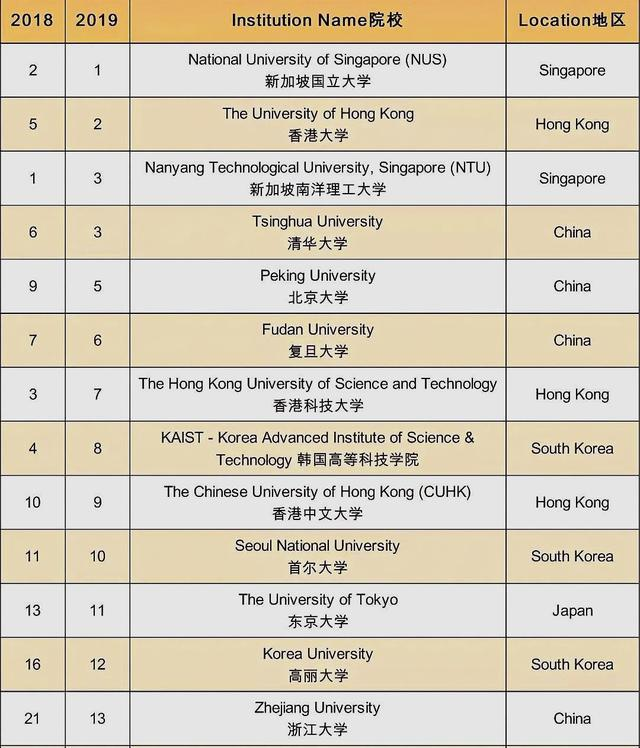 2018 2019 Institution Name院校 Location地区
National University of Singapore (NUS)
2 1 新加坡国立大学 Singapore
The University of Hong Kong
5 2 香港大学 Hong Kong
Nanyang Technological University, Singapore (NTU)
1 3 新加坡南洋理工大学 Singapore
Tsinghua University
6 3 清华大学 China
Peking University
9 5 北京大学 China
Fudan University
7 6 复旦大学 China
The Hong Kong University of Science and Technology
3 7 香港科技大学 Hong Kong
KAIST - Korea Advanced Institute of Science &
4 8 Technology 韩国高等科技学院 South Korea
The Chinese University of Hong Kong (CUHK)
10 9 香港中文大学 Hong Kong
Seoul National University
11 10 首尔大学 South Korea
The University of Tokyo
13 11 东京大学 Japan
Korea University
16 12 高丽大学 South Korea
Zhejiang University
21 13 浙江大学 China